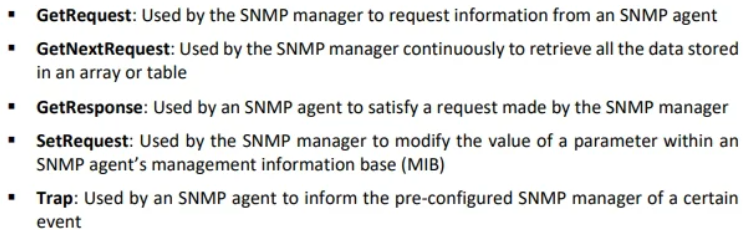 ▪ GetRequest: Used by the SNMP manager to request information from an SNMP agent
▪ GetNextRequest: Used by the SNMP manager continuously to retrieve all the data stored
in an array or table
▪ GetResponse: Used by an SNMP agent to satisfy a request made by the SNMP manager
▪ SetRequest: Used by the SNMP manager to modify the value of a parameter within an
SNMP agent's management information base (MIB)
▪ Trap: Used by an SNMP agent to inform the pre-configured SNMP manager of a certain
event